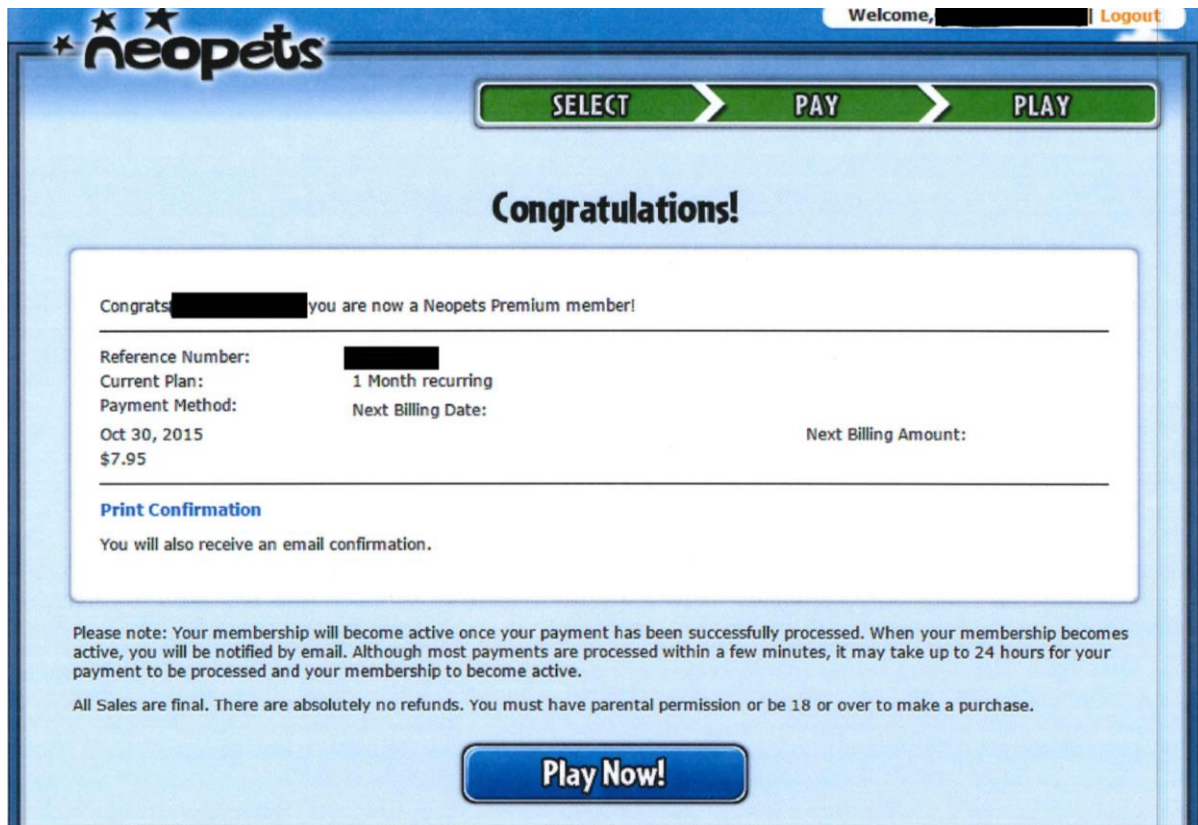 Welcome, | Logout
neopets
SELECT PAY PLAY
Congratulations!
Congrats you are now a Neopets Premium member!
Reference Number:
Current Plan: 1 Month recurring
Payment Method: Next Billing Date:
Oct 30, 2015 Next Billing Amount:
$7.95
Print Confirmation
You will also receive an email confirmation.
Please note: Your membership will become active once your payment has been successfully processed. When your membership becomes
active, you will be notified by email. Although most payments are processed within a few minutes, it may take up to 24 hours for your
payment to be processed and your membership to become active.
All Sales are final. There are absolutely no refunds. You must have parental permission or be 18 or over to make a purchase.
Play Now!